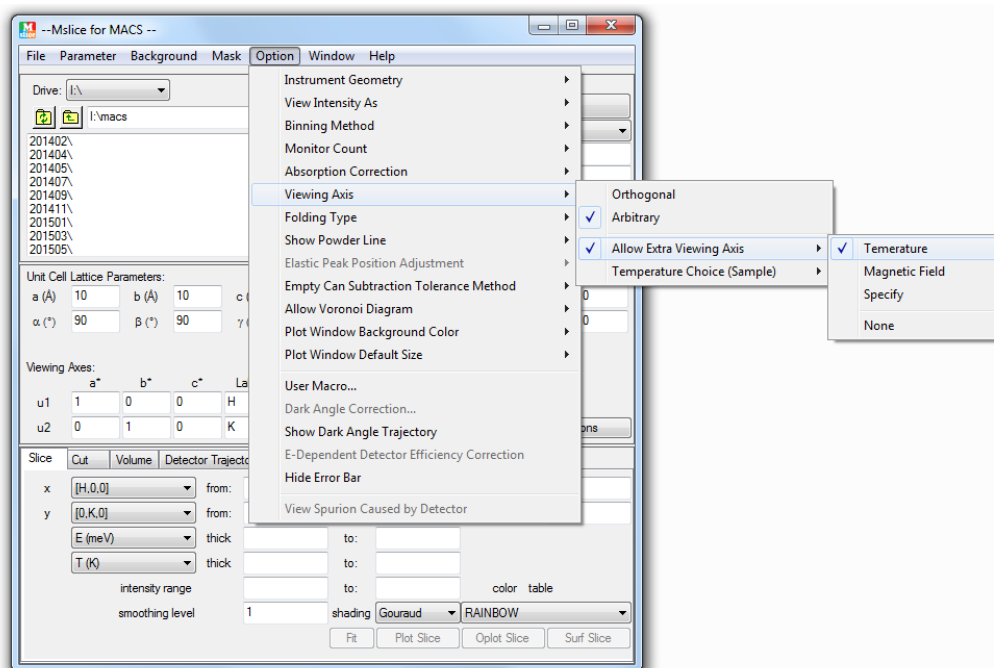 --Mslice for MACS --
File Parameter Background Mask Option Window Help
Drive: I:\
I:\macs
201402\
201404\
201405\
201407\
201409\
201411\
201501\
201503\
201505\
Instrument Geometry
View Intensity As
Binning Method
Monitor Count
Absorption Correction
Viewing Axis
Folding Type
Show Powder Line
Elastic Peak Position Adjustment
Empty Can Subtraction Tolerance Method
Allow Voronoi Diagram
Plot Window Background Color
Plot Window Default Size
User Macro...
Dark Angle Correction...
Show Dark Angle Trajectory
E-Dependent Detector Efficiency Correction
Hide Error Bar
View Spurion Caused by Detector
Orthogonal
Arbitrary
Allow Extra Viewing Axis
Temperature Choice (Sample)
Temerature
Magnetic Field
Specify
None
Unit Cell Lattice Parameters:
a (Å) 10 b (Å) 10 c (
α (°) 90 β (°) 90 γ (
Viewing Axes:
a* b* c* La
u1 1 0 0 H
u2 0 1 0 K
Slice Cut Volume Detector Trajecto
x [H,0,0] from:
y [0,K,0] from:
E (meV) thick to:
T (K) thick to:
intensity range to: color table
smoothing level 1 shading Gouraud RAINBOW
Fit Plot Slice Oplot Slice Surf Slice